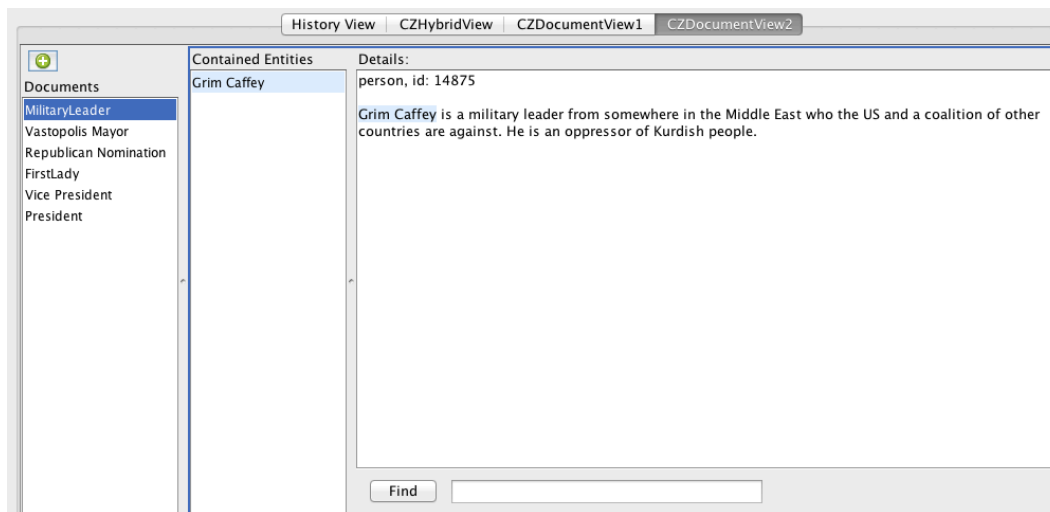 History View
CZHybridView
CZDocumentView1
CZDocumentView2
Documents
MilitaryLeader
Vastopolis Mayor
Republican Nomination
FirstLady
Vice President
President
Contained Entities
Grim Caffey
Details:
person, id: 14875
Grim Caffey is a military leader from somewhere in the Middle East who the US and a coalition of other
countries are against. He is an oppressor of Kurdish people.
Find